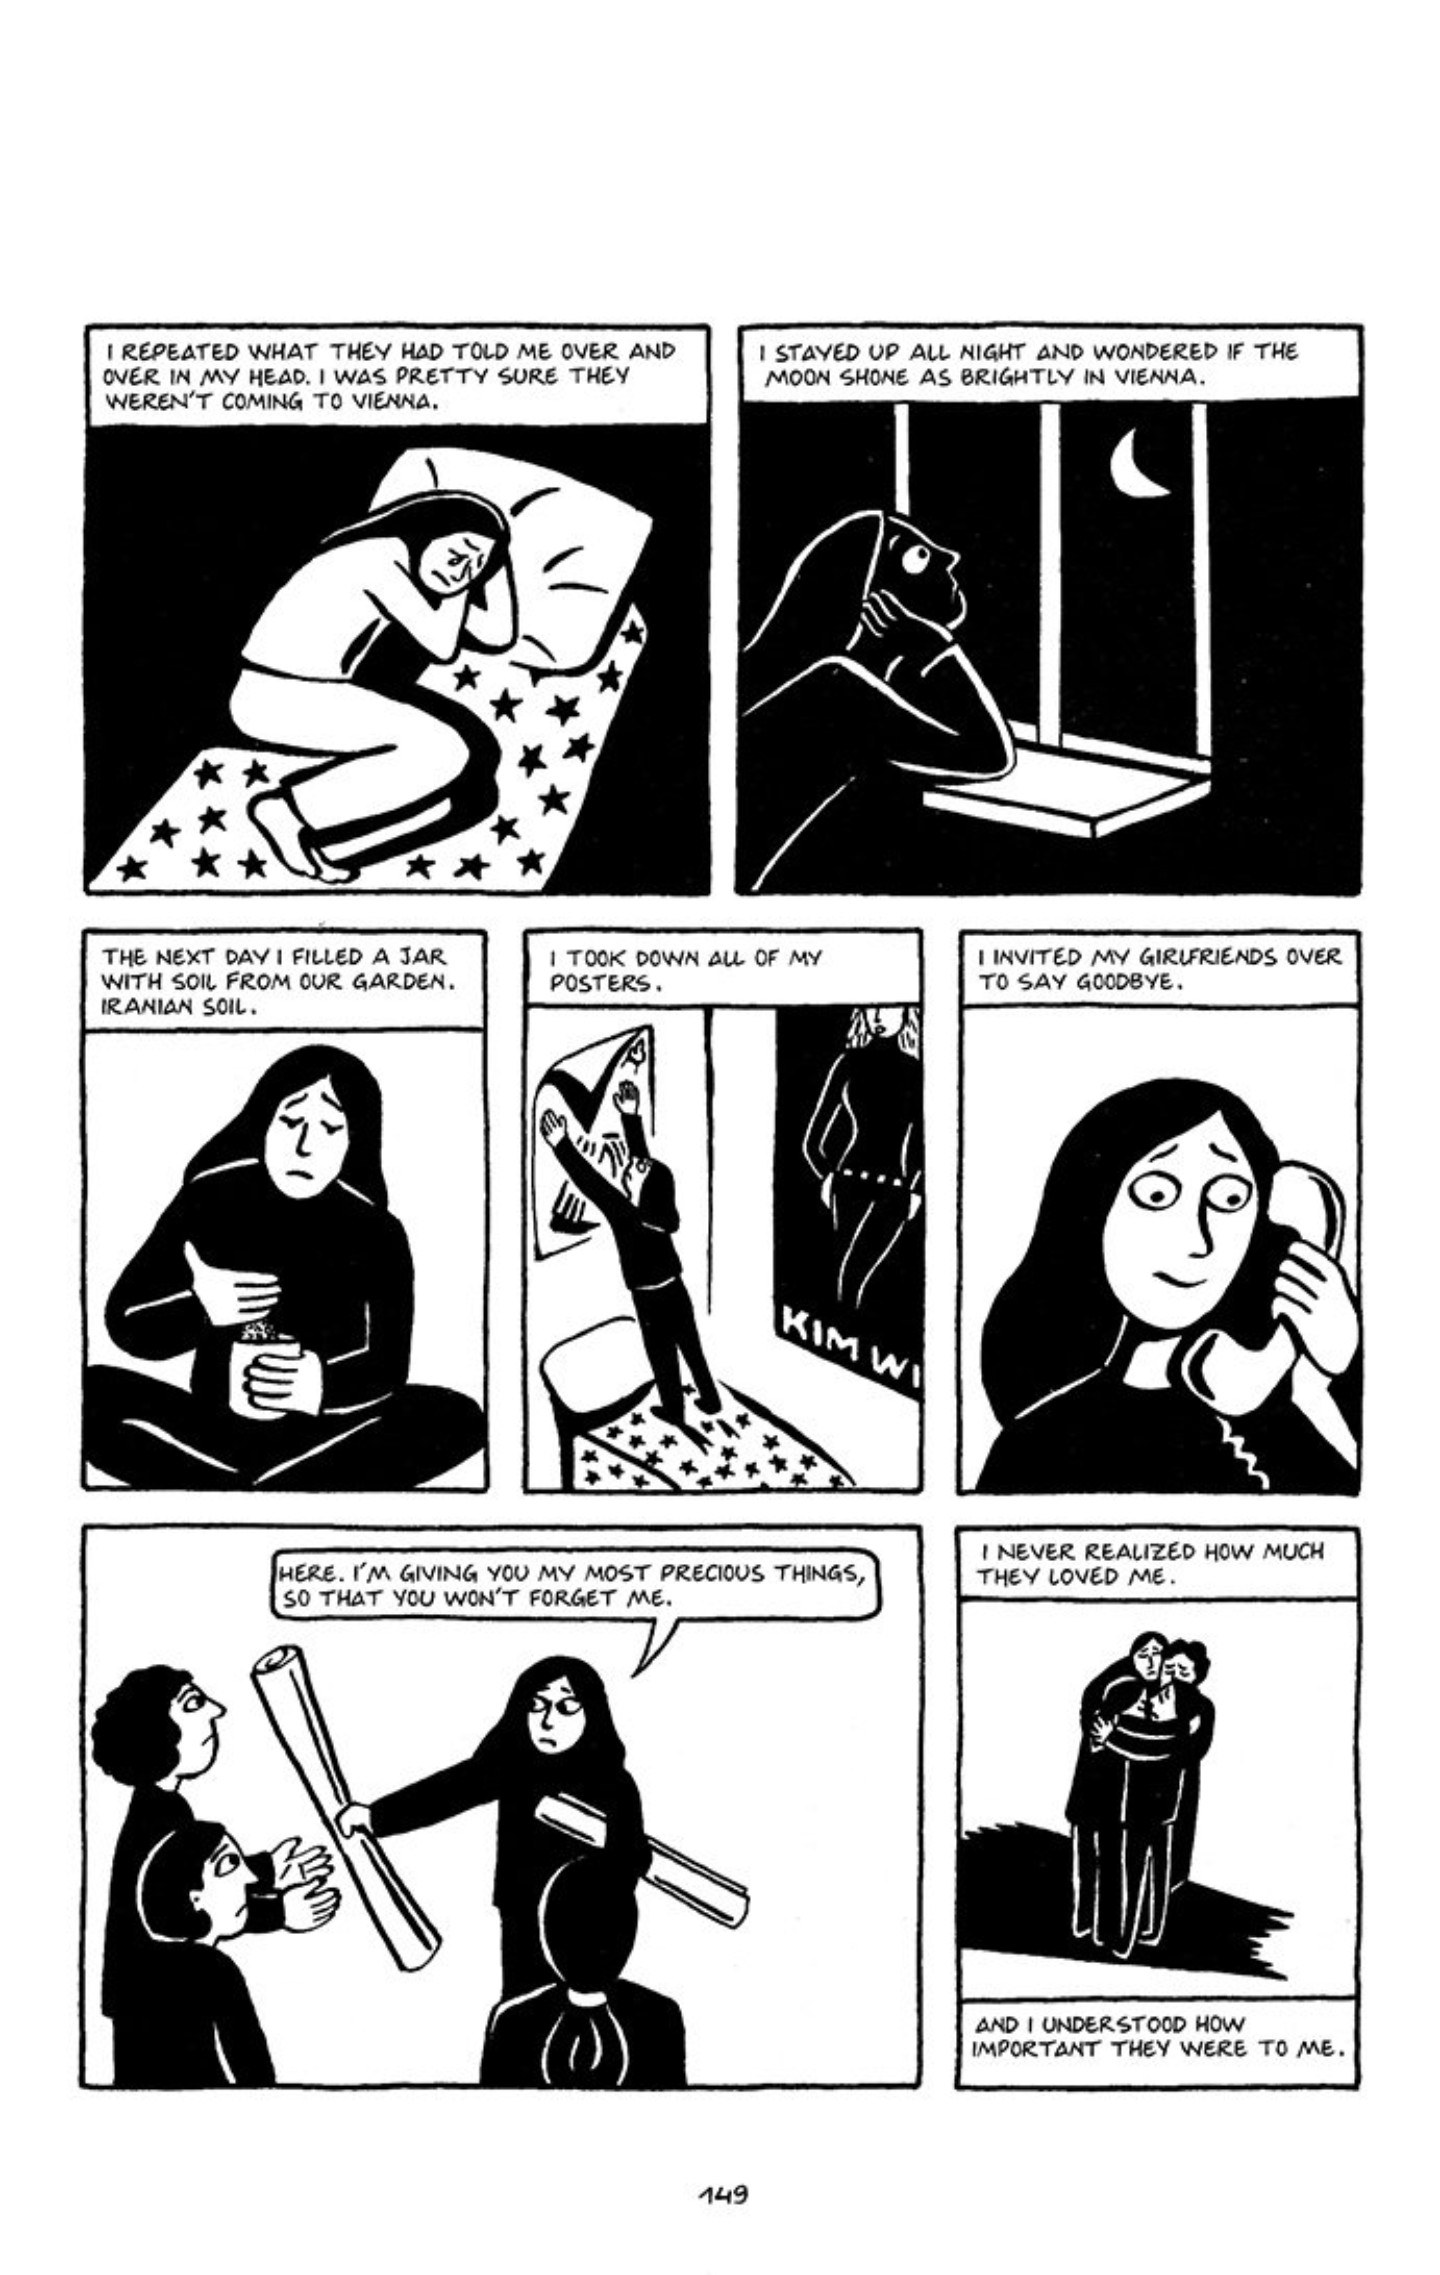 I REPEATED WHAT THEY HAD TOLD ME OVER AND
OVER IN MY HEAD. I WAS PRETTY SURE THEY
WEREN'T COMING TO VIENNA.
I STAYED UP ALL NIGHT AND WONDERED IF THE
MOON SHONE AS BRIGHTLY IN VIENNA.
THE NEXT DAY I FILLED A JAR
WITH SOIL FROM OUR GARDEN.
IRANIAN SOIL.
I TOOK DOWN ALL OF MY
POSTERS.
KIM WI
I INVITED MY GIRLFRIENDS OVER
TO SAY GOODBYE.
HERE. I'M GIVING YOU MY MOST PRECIOUS THINGS,
SO THAT YOU WON'T FORGET ME.
I NEVER REALIZED HOW MUCH
THEY LOVED ME.
AND I UNDERSTOOD HOW
IMPORTANT THEY WERE TO ME.
149